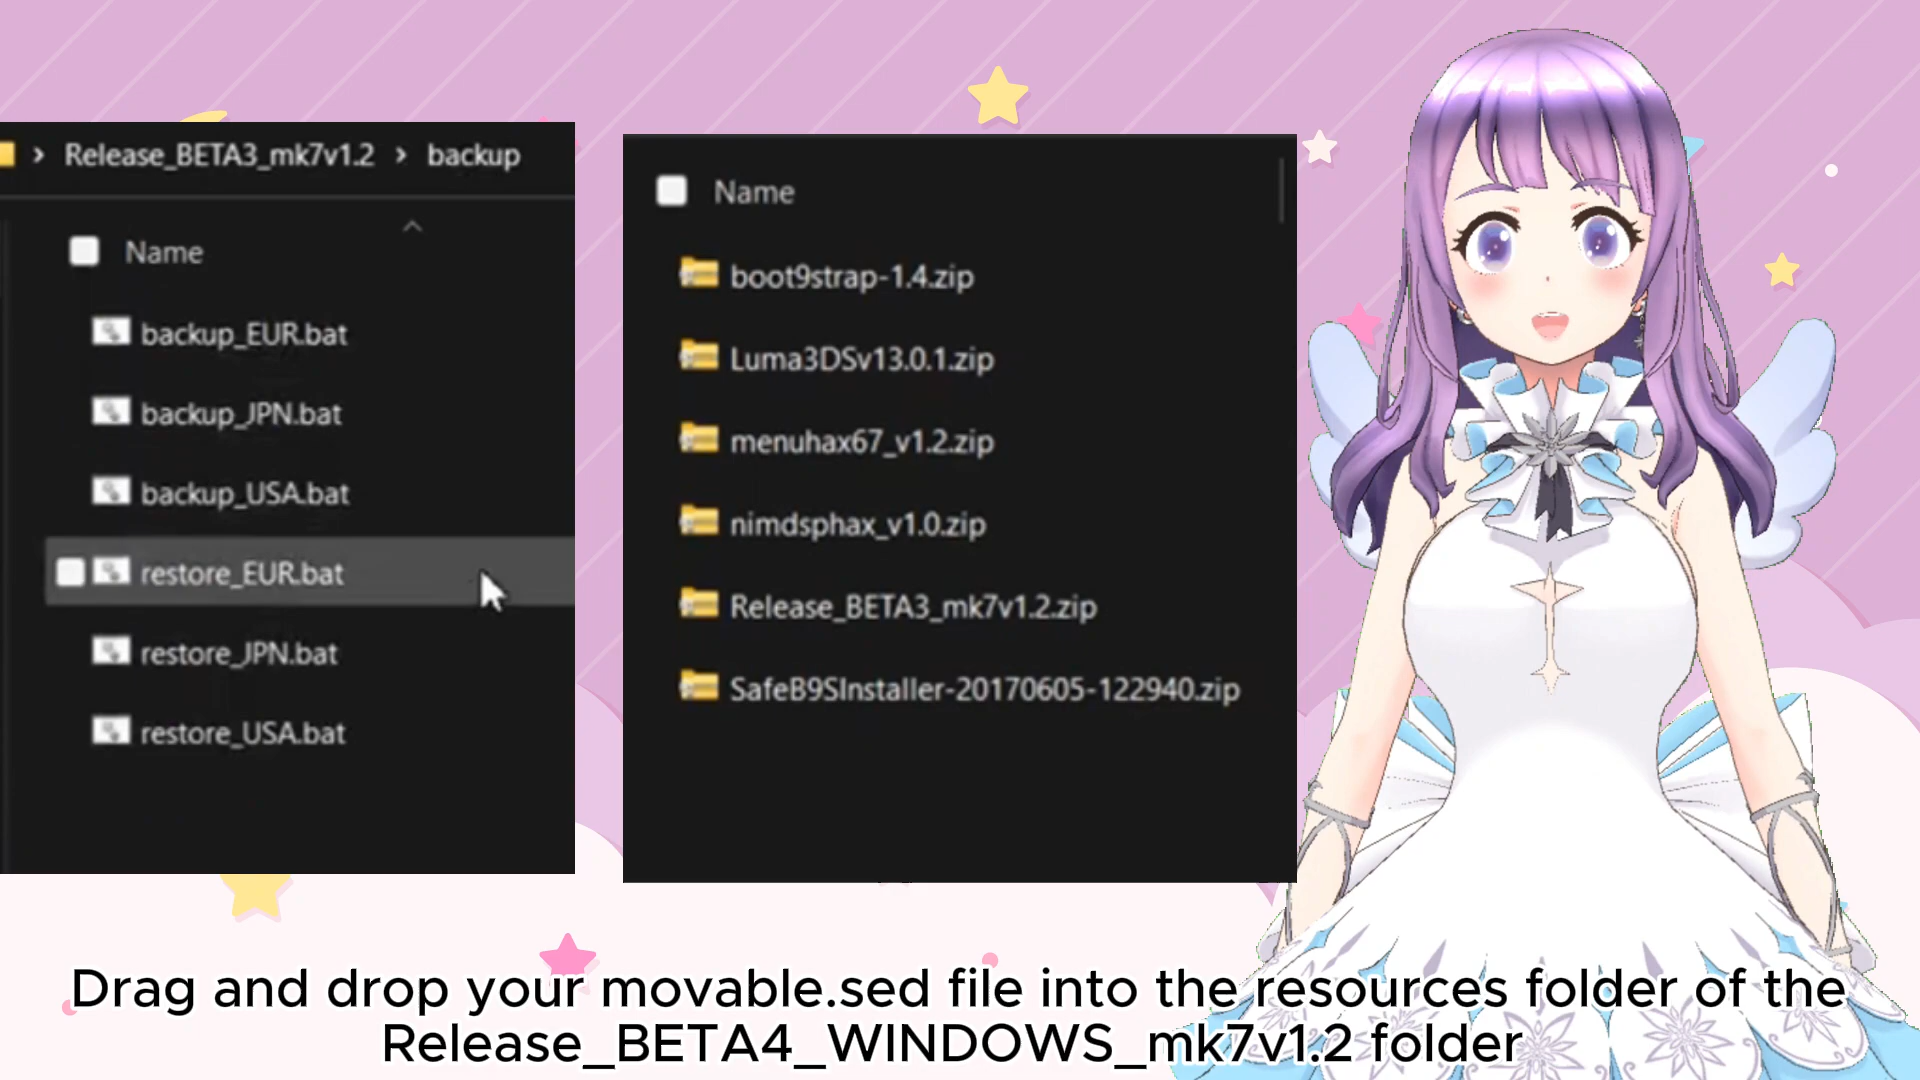 Release_BETA3_mk7v1.2 > backup
Name
backup_EUR.bat
backup_JPN.bat
backup_USA.bat
restore_EUR.bat
restore_JPN.bat
restore_USA.bat
Name
boot9strap-1.4.zip
Luma3DSv13.0.1.zip
menuhax67_v1.2.zip
nimdsphax_v1.0.zip
Release_BETA3_mk7v1.2.zip
SafeB9SInstaller-20170605-122940.zip
Drag and drop your movable.sed file into the resources folder of the
Release_BETA4_WINDOWS_mk7v1.2 folder